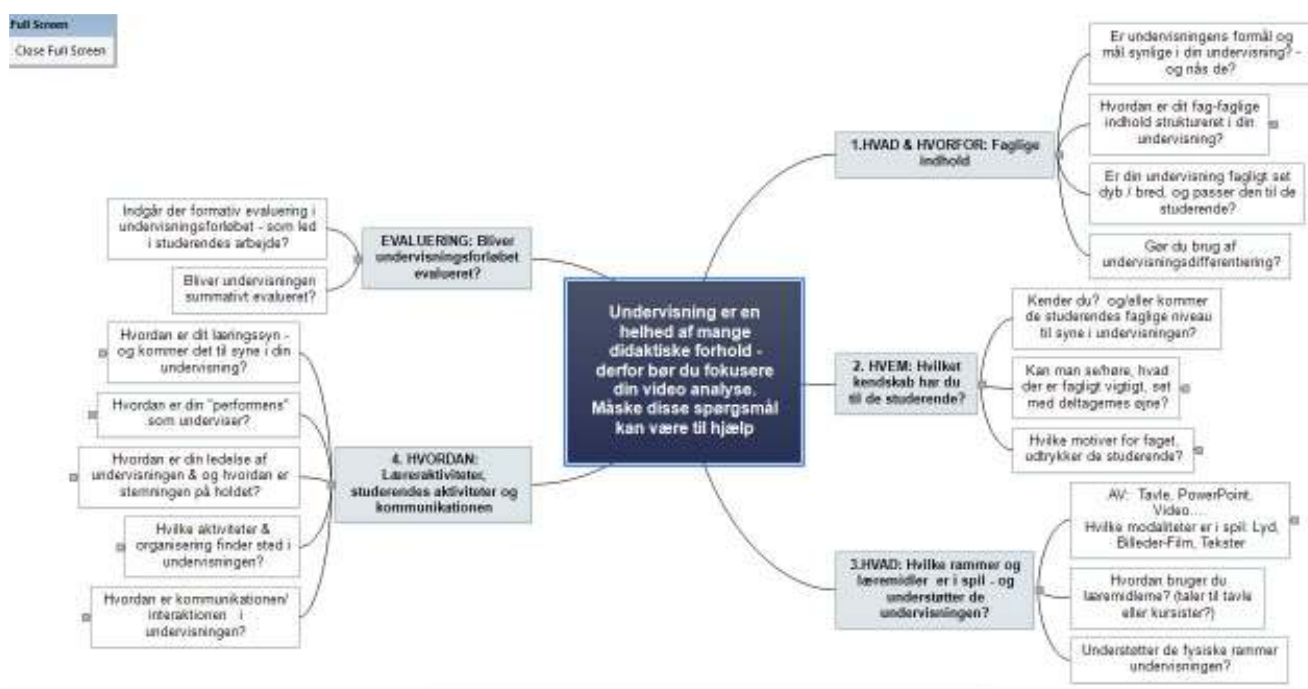 Full Screen
Close Full Screen
Er undervisningens formål og
mål synlige i din undervisning? -
og nås de?
Hvordan er dit fag-faglige
indhold struktureret i din
undervisning?
1.HVAD & HVORFOR: Faglige
indhold
Er din undervisning fagligt set
dyb / bred, og passer den til de
studerende?
Gør du brug af
undervisningsdifferentiering?
Indgår der formativ evaluering i
undervisningsforløbet - som led
i studerendes arbejde?
EVALUERING: Bliver
undervisningsforløbet
evalueret?
Bliver undervisningen
summativt evalueret?
Undervisning er en
helhed af mange
didaktiske forhold -
derfor bør du fokusere
din video analyse.
Måske disse spørgsmål
kan være til hjælp
Kender du? og/eller kommer
de studerendes faglige niveau
til syne i undervisningen?
2. HVEM: Hvilket
kendskab har du
til de studerende?
Kan man se/høre, hvad
der er fagligt vigtigt, set
med deltagernes øjne?
Hvilke motiver for faget,
udtrykker de studerende?
Hvordan er dit læringssyn -
og kommer det til syne i din
undervisning?
Hvordan er din "performens"
som underviser?
4. HVORDAN:
Læreraktiviteter,
studerendes aktiviteter og
kommunikationen
Hvordan er din ledelse af
undervisningen & og hvordan er
stemningen på holdet?
Hvilke aktiviteter &
organisering finder sted i
undervisningen?
Hvordan er kommunikationen/
interaktionen i
undervisningen?
AV: Tavle, PowerPoint,
Video....
Hvilke modaliteter er i spil: Lyd,
Billeder-Film, Tekster
3.HVAD: Hvilke rammer og
læremidler er i spil - og
understøtter de
undervisningen?
Hvordan bruger du
læremidlerne? (taler til tavle
eller kursister?)
Understøtter de fysiske rammer
undervisningen?